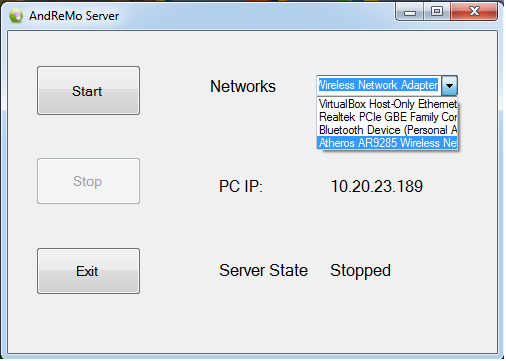 AndReMo Server
Start
Networks
Wireless Network Adapter
VirtualBox Host-Only Ethernet
Realtek PCIe GBE Family Cor
Bluetooth Device (Personal A
Atheros AR9285 Wireless Net
Stop
PC IP:
10.20.23.189
Exit
Server State
Stopped